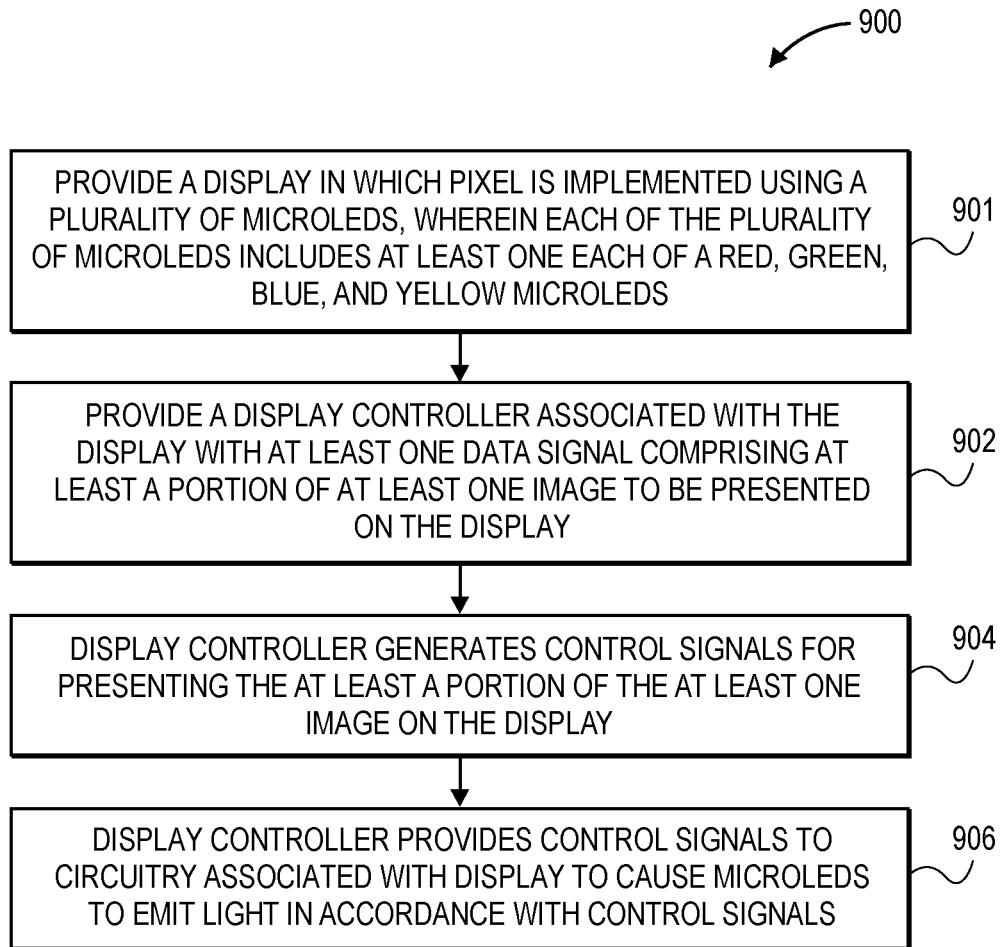 900
PROVIDE A DISPLAY IN WHICH PIXEL IS IMPLEMENTED USING A
PLURALITY OF MICROLEDS, WHEREIN EACH OF THE PLURALITY
OF MICROLEDS INCLUDES AT LEAST ONE EACH OF A RED, GREEN,
BLUE, AND YELLOW MICROLEDS
901
PROVIDE A DISPLAY CONTROLLER ASSOCIATED WITH THE
DISPLAY WITH AT LEAST ONE DATA SIGNAL COMPRISING AT
LEAST A PORTION OF AT LEAST ONE IMAGE TO BE PRESENTED
ON THE DISPLAY
902
DISPLAY CONTROLLER GENERATES CONTROL SIGNALS FOR
PRESENTING THE AT LEAST A PORTION OF THE AT LEAST ONE
IMAGE ON THE DISPLAY
904
DISPLAY CONTROLLER PROVIDES CONTROL SIGNALS TO
CIRCUITRY ASSOCIATED WITH DISPLAY TO CAUSE MICROLEDS
TO EMIT LIGHT IN ACCORDANCE WITH CONTROL SIGNALS
906